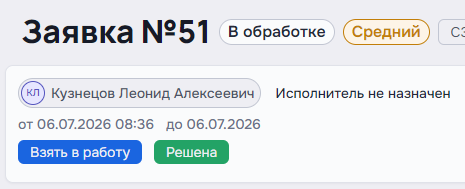 Заявка №51 В обработке Средний
КЛ Кузнецов Леонид Алексеевич Исполнитель не назначен
от 06.07.2026 08:36 до 06.07.2026
Взять в работу Решена